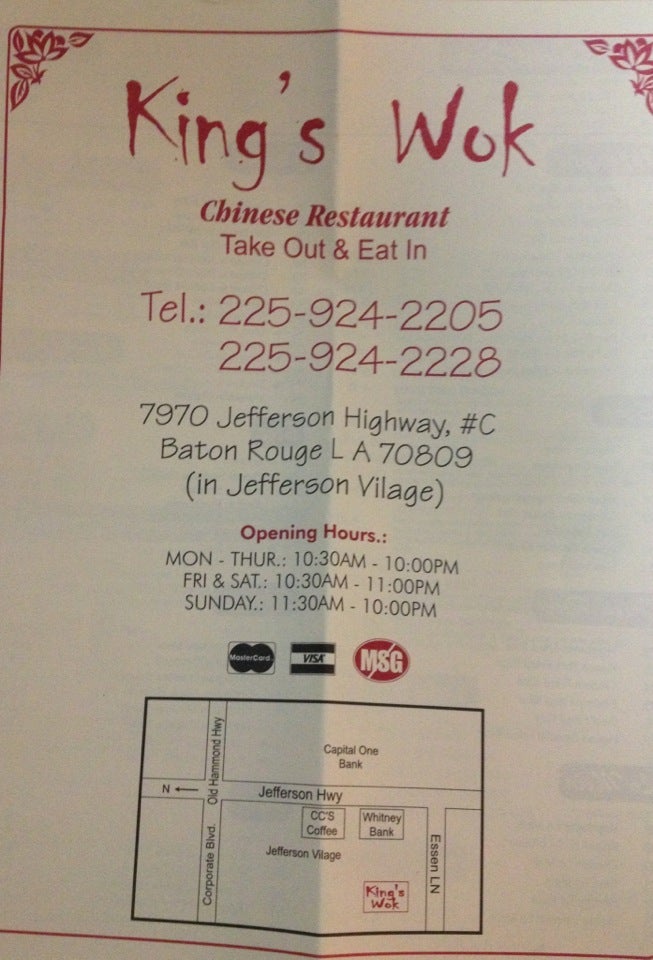 King's Wok
Chinese Restaurant
Take Out & Eat In
Tel.: 225-924-2205
225-924-2228
7970 Jefferson Highway, #C
Baton Rouge L A 70809
(in Jefferson Vilage)
Opening Hours.:
MON - THUR.: 10:30AM - 10:00PM
FRI & SAT.: 10:30AM - 11:00PM
SUNDAY.: 11:30AM - 10:00PM
MasterCard
VISA
MSG
Old Hammond Hwy
Capital One
Bank
N
Jefferson Hwy
CC'S
Coffee
Whitney
Bank
Corporate Blvd.
Jefferson Vilage
Essen LN
King's
Wok